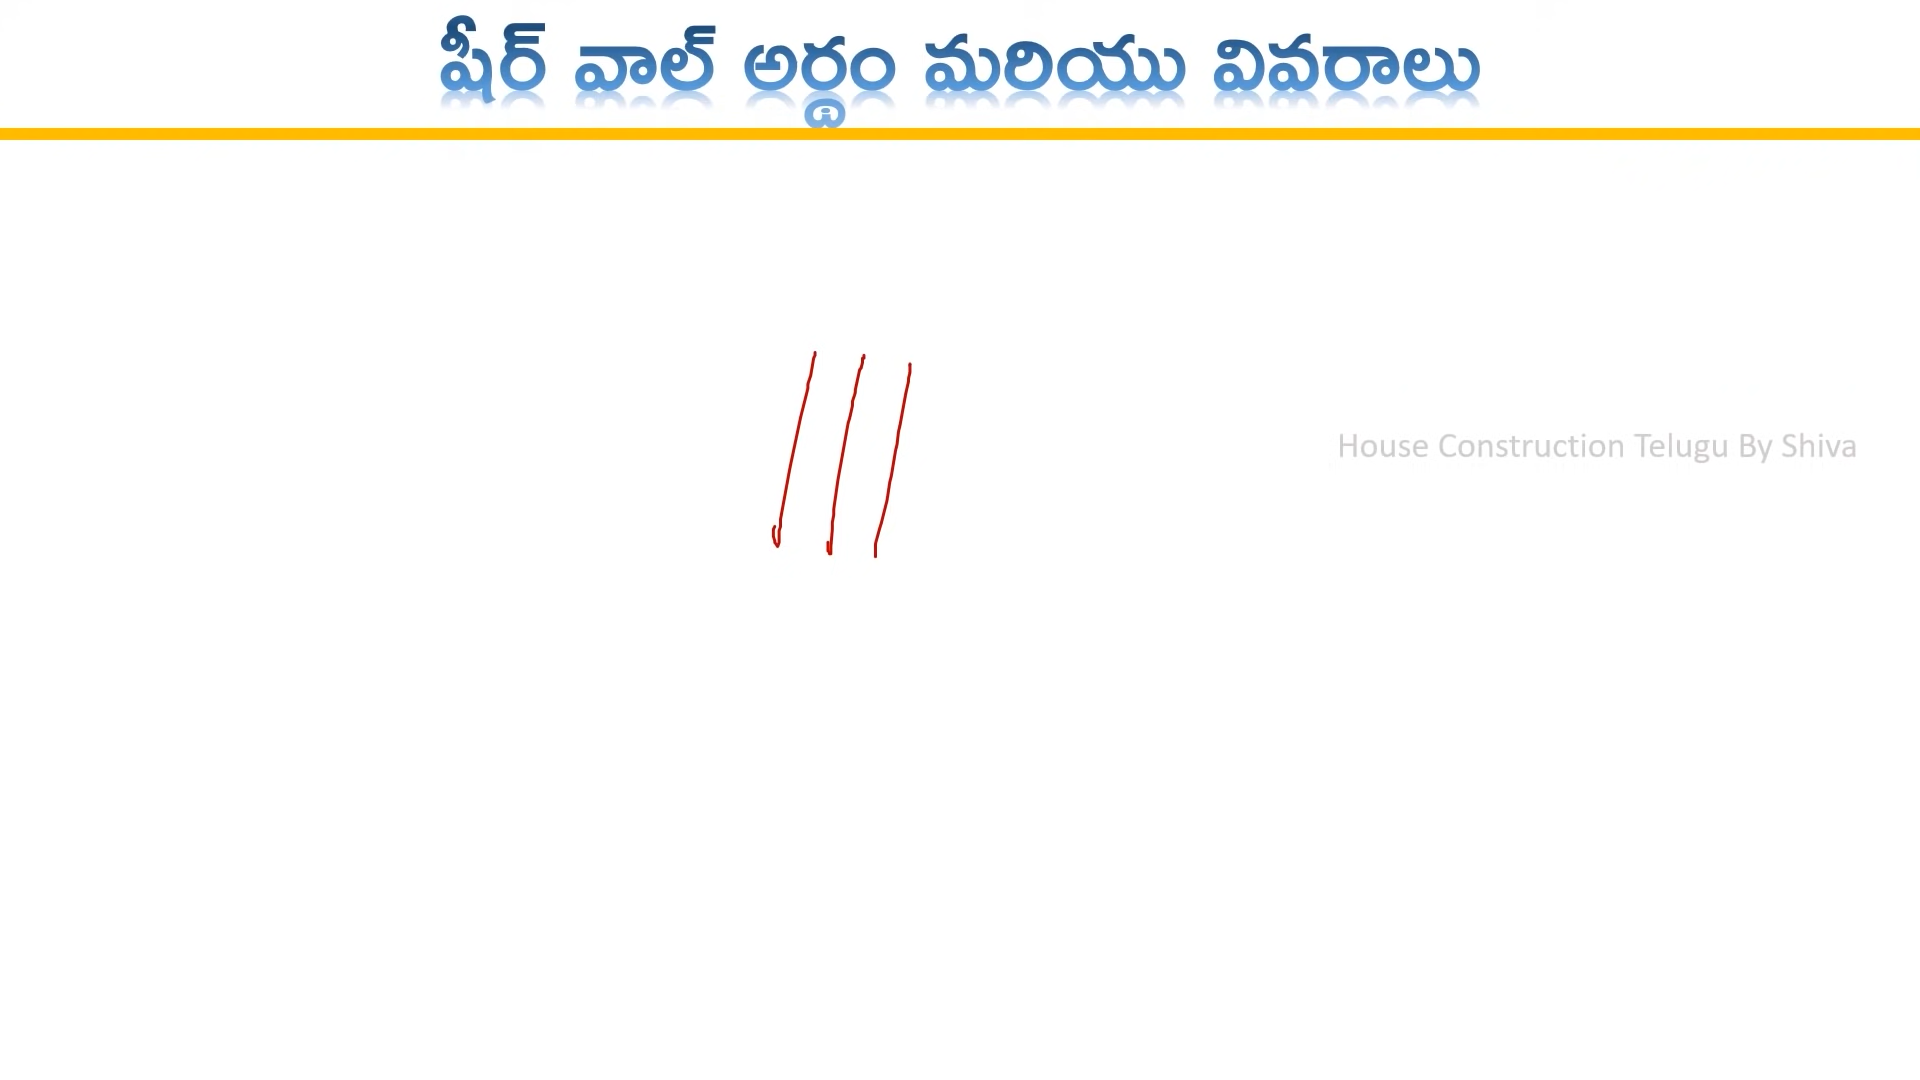 షీర్ వాల్ అర్ధం మరియు వివరాలు
House Construction Telugu By Shiva